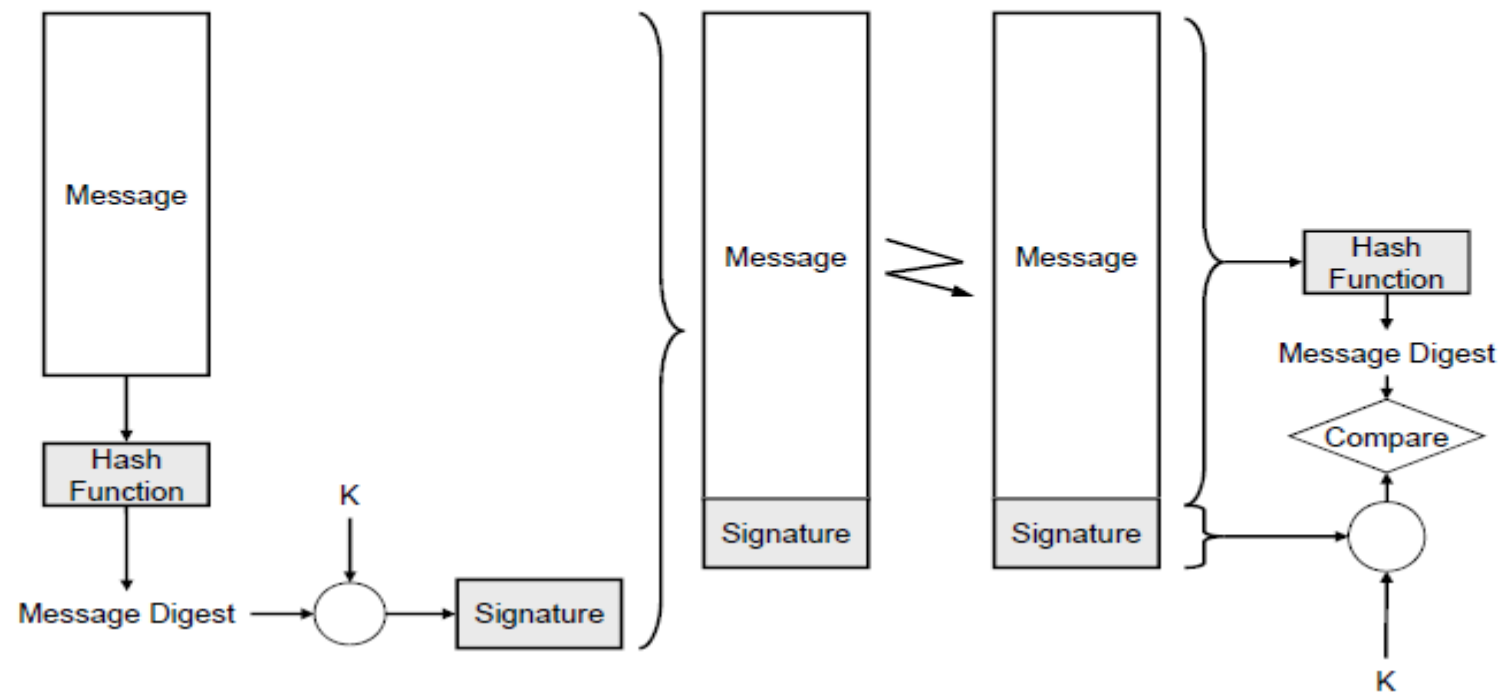 Message
Hash
Function
Message Digest
K
Signature
Message
Signature
Message
Signature
Hash
Function
Message Digest
Compare
K